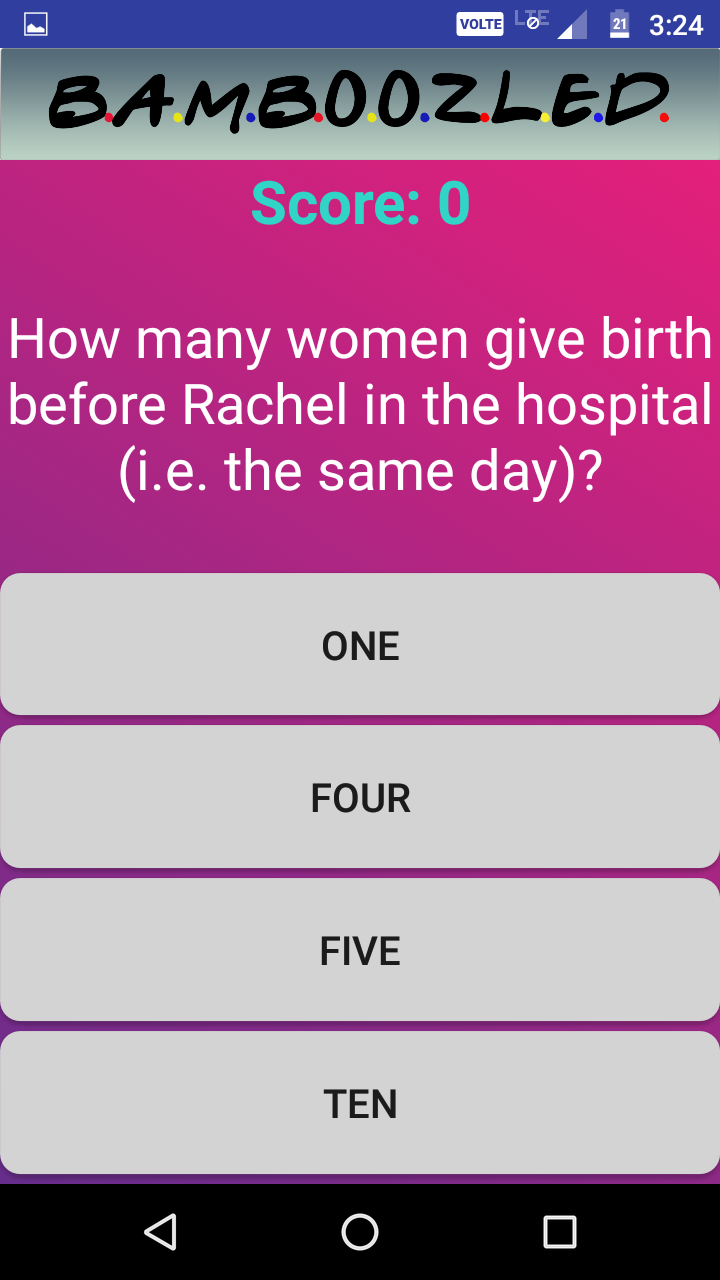 VOLTE LTE 21 3:24
B.A.M.B.O.O.Z.L.E.D.
Score: 0
How many women give birth
before Rachel in the hospital
(i.e. the same day)?
ONE
FOUR
FIVE
TEN